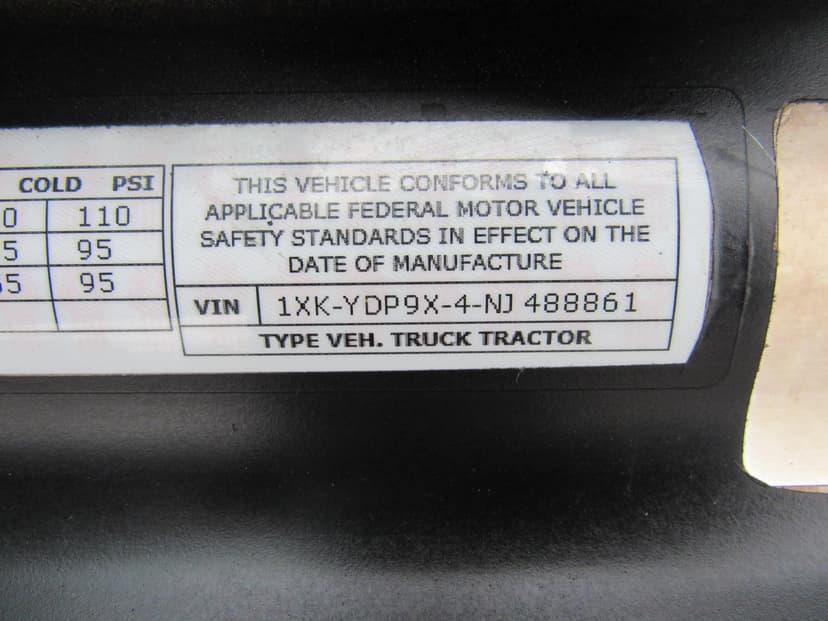 COLD PSI
0 110
5 95
55 95
THIS VEHICLE CONFORMS TO ALL
APPLICABLE FEDERAL MOTOR VEHICLE
SAFETY STANDARDS IN EFFECT ON THE
DATE OF MANUFACTURE
VIN 1XK-YDP9X-4-NJ 488861
TYPE VEH. TRUCK TRACTOR